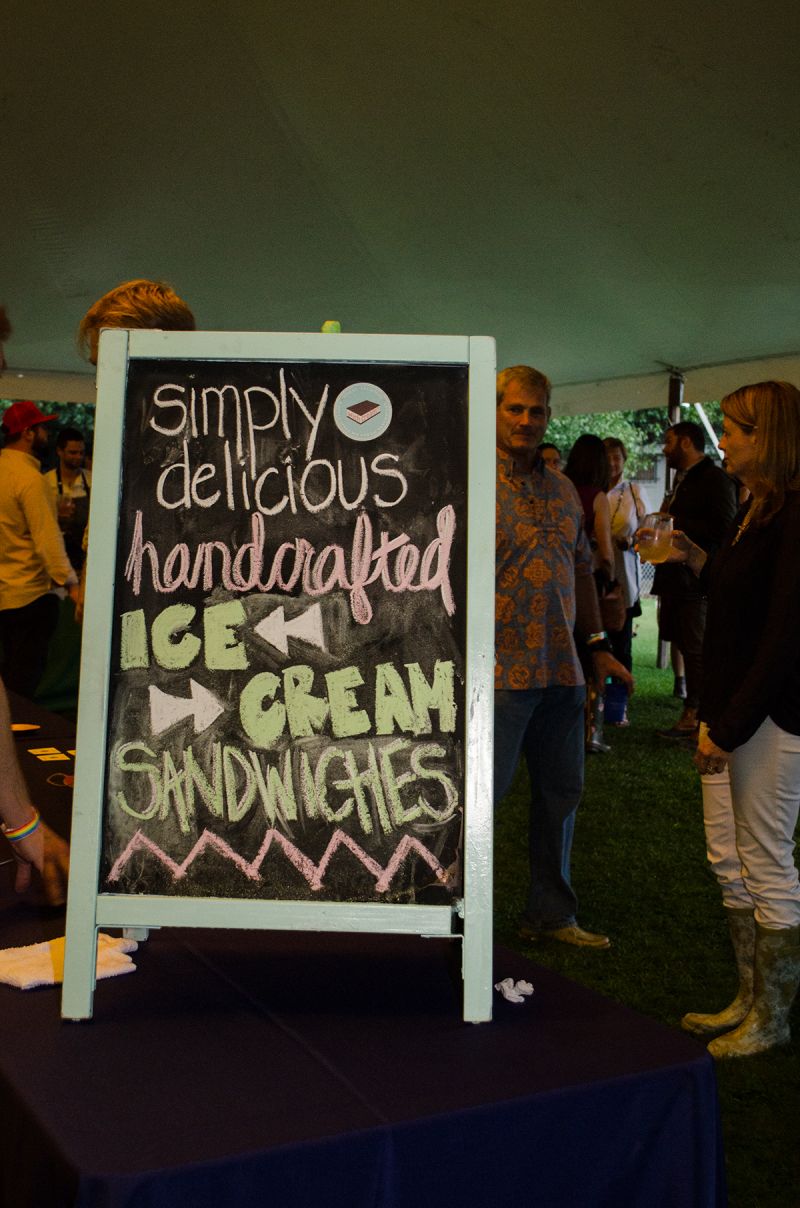 simply
delicious
handcrafted
ICE
CREAM
SANDWICHES